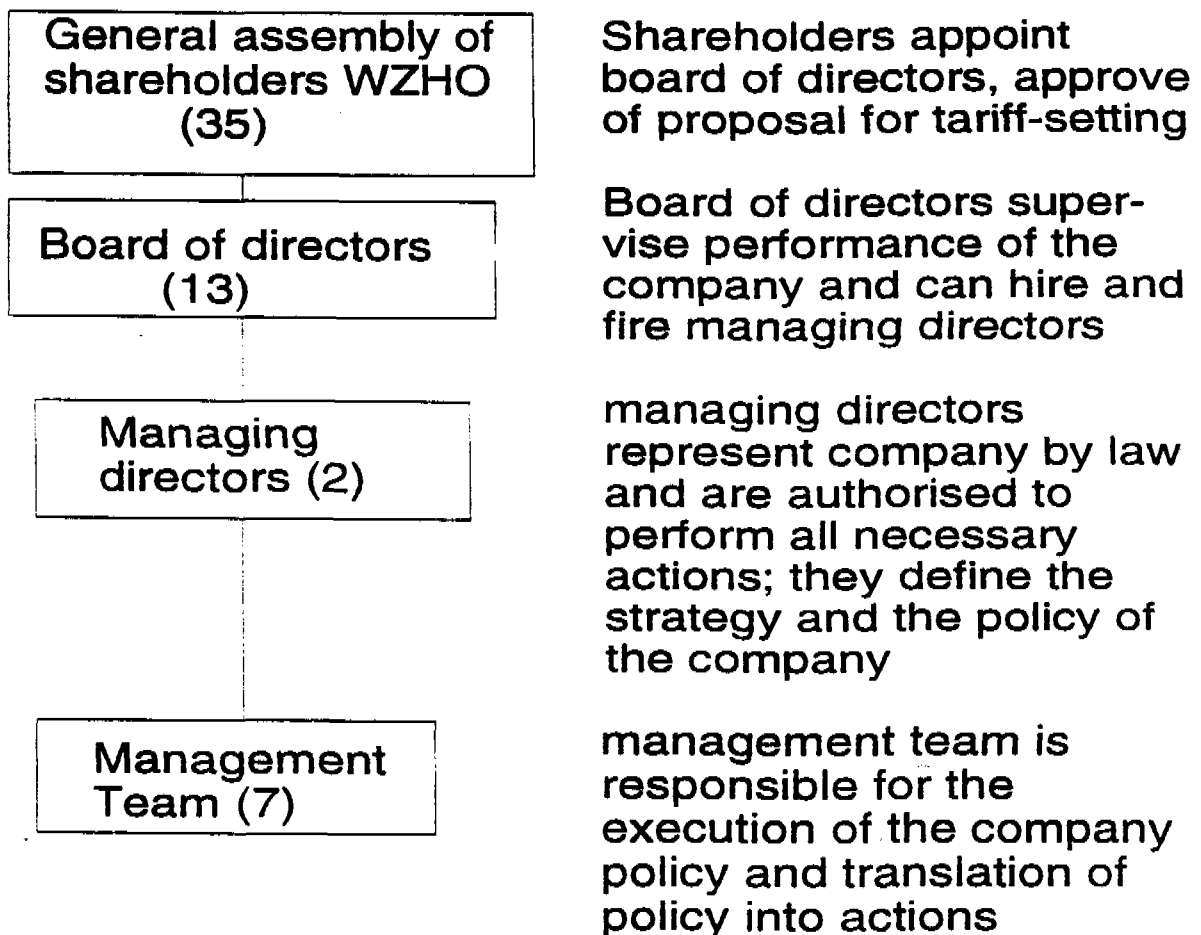 General assembly of
shareholders WZHO
(35)
Shareholders appoint
board of directors, approve
of proposal for tariff-setting
Board of directors
(13)
Board of directors super-
vise performance of the
company and can hire and
fire managing directors
Managing
directors (2)
managing directors
represent company by law
and are authorised to
perform all necessary
actions; they define the
strategy and the policy of
the company
Management
Team (7)
management team is
responsible for the
execution of the company
policy and translation of
policy into actions